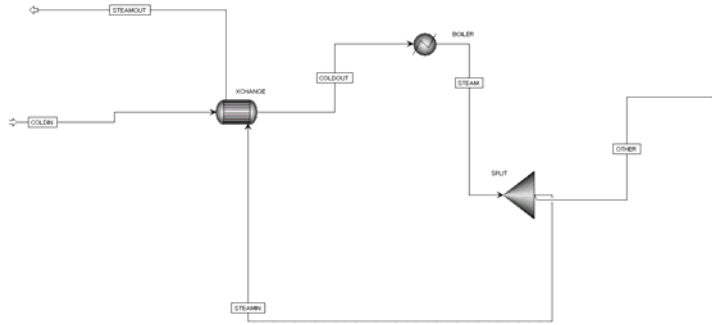 STEAMOUT
BOILER
COLDOUT
STEAM
XCHANGE
COLDIN
OTHER
SPLIT
STEAMIN